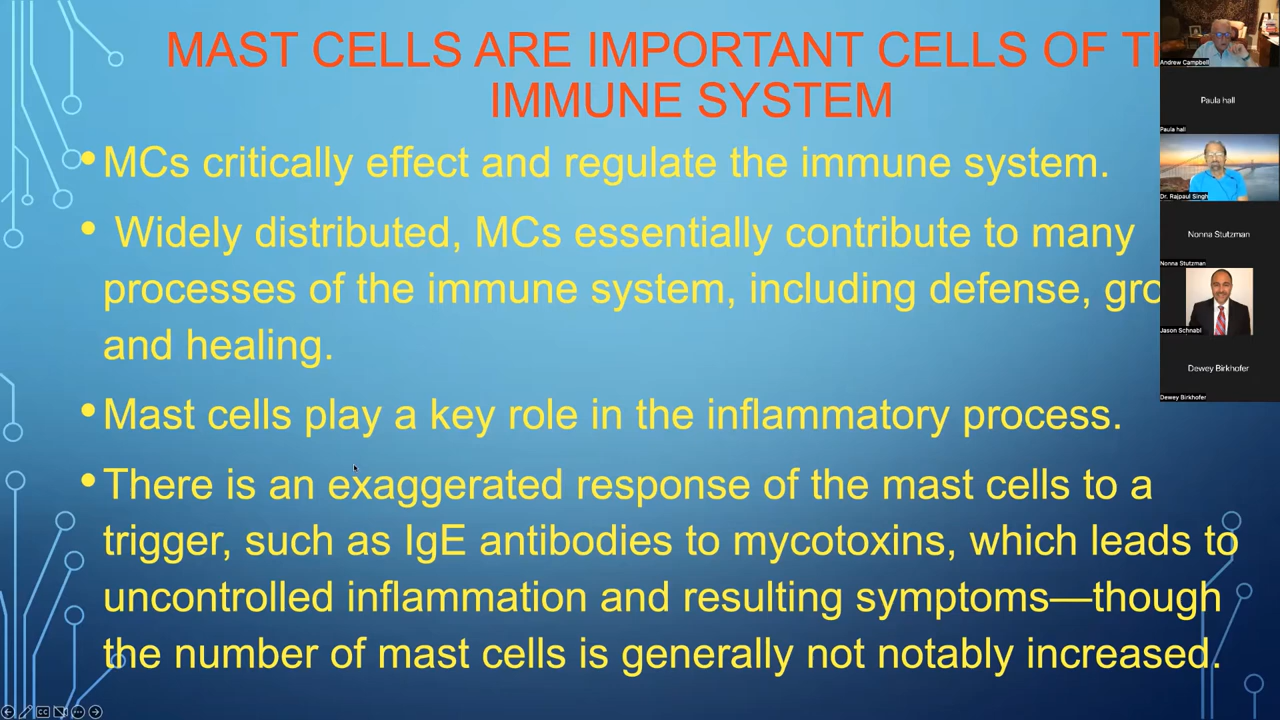 MAST CELLS ARE IMPORTANT CELLS OF
IMMUNE SYSTEM
• MCs critically effect and regulate the immune system.
• Widely distributed, MCs essentially contribute to many
processes of the immune system, including defense,
and healing.
• Mast cells play a key role in the inflammatory process.
• There is an exaggerated response of the mast cells to a
trigger, such as IgE antibodies to mycotoxins, which leads to
uncontrolled inflammation and resulting symptoms—though
the number of mast cells is generally not notably increased.
Andrew Campbell
Paula hall
Paula hall
Dr. Rajpaul Singh
Nonna Stutzman
Nonna Stutzman
Jason Schnabl
Dewey Birkhofer
Dewey Birkhofer
CC